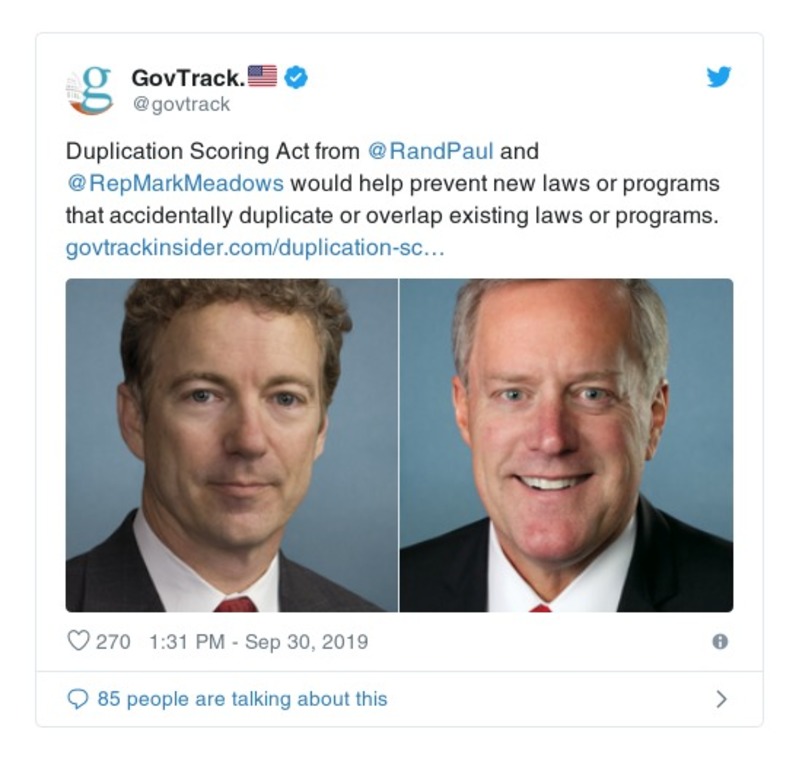 GovTrack.🇺🇸
@govtrack
Duplication Scoring Act from @RandPaul and
@RepMarkMeadows would help prevent new laws or programs
that accidentally duplicate or overlap existing laws or programs.
govtrackinsider.com/duplication-sc…
270 1:31 PM - Sep 30, 2019
85 people are talking about this